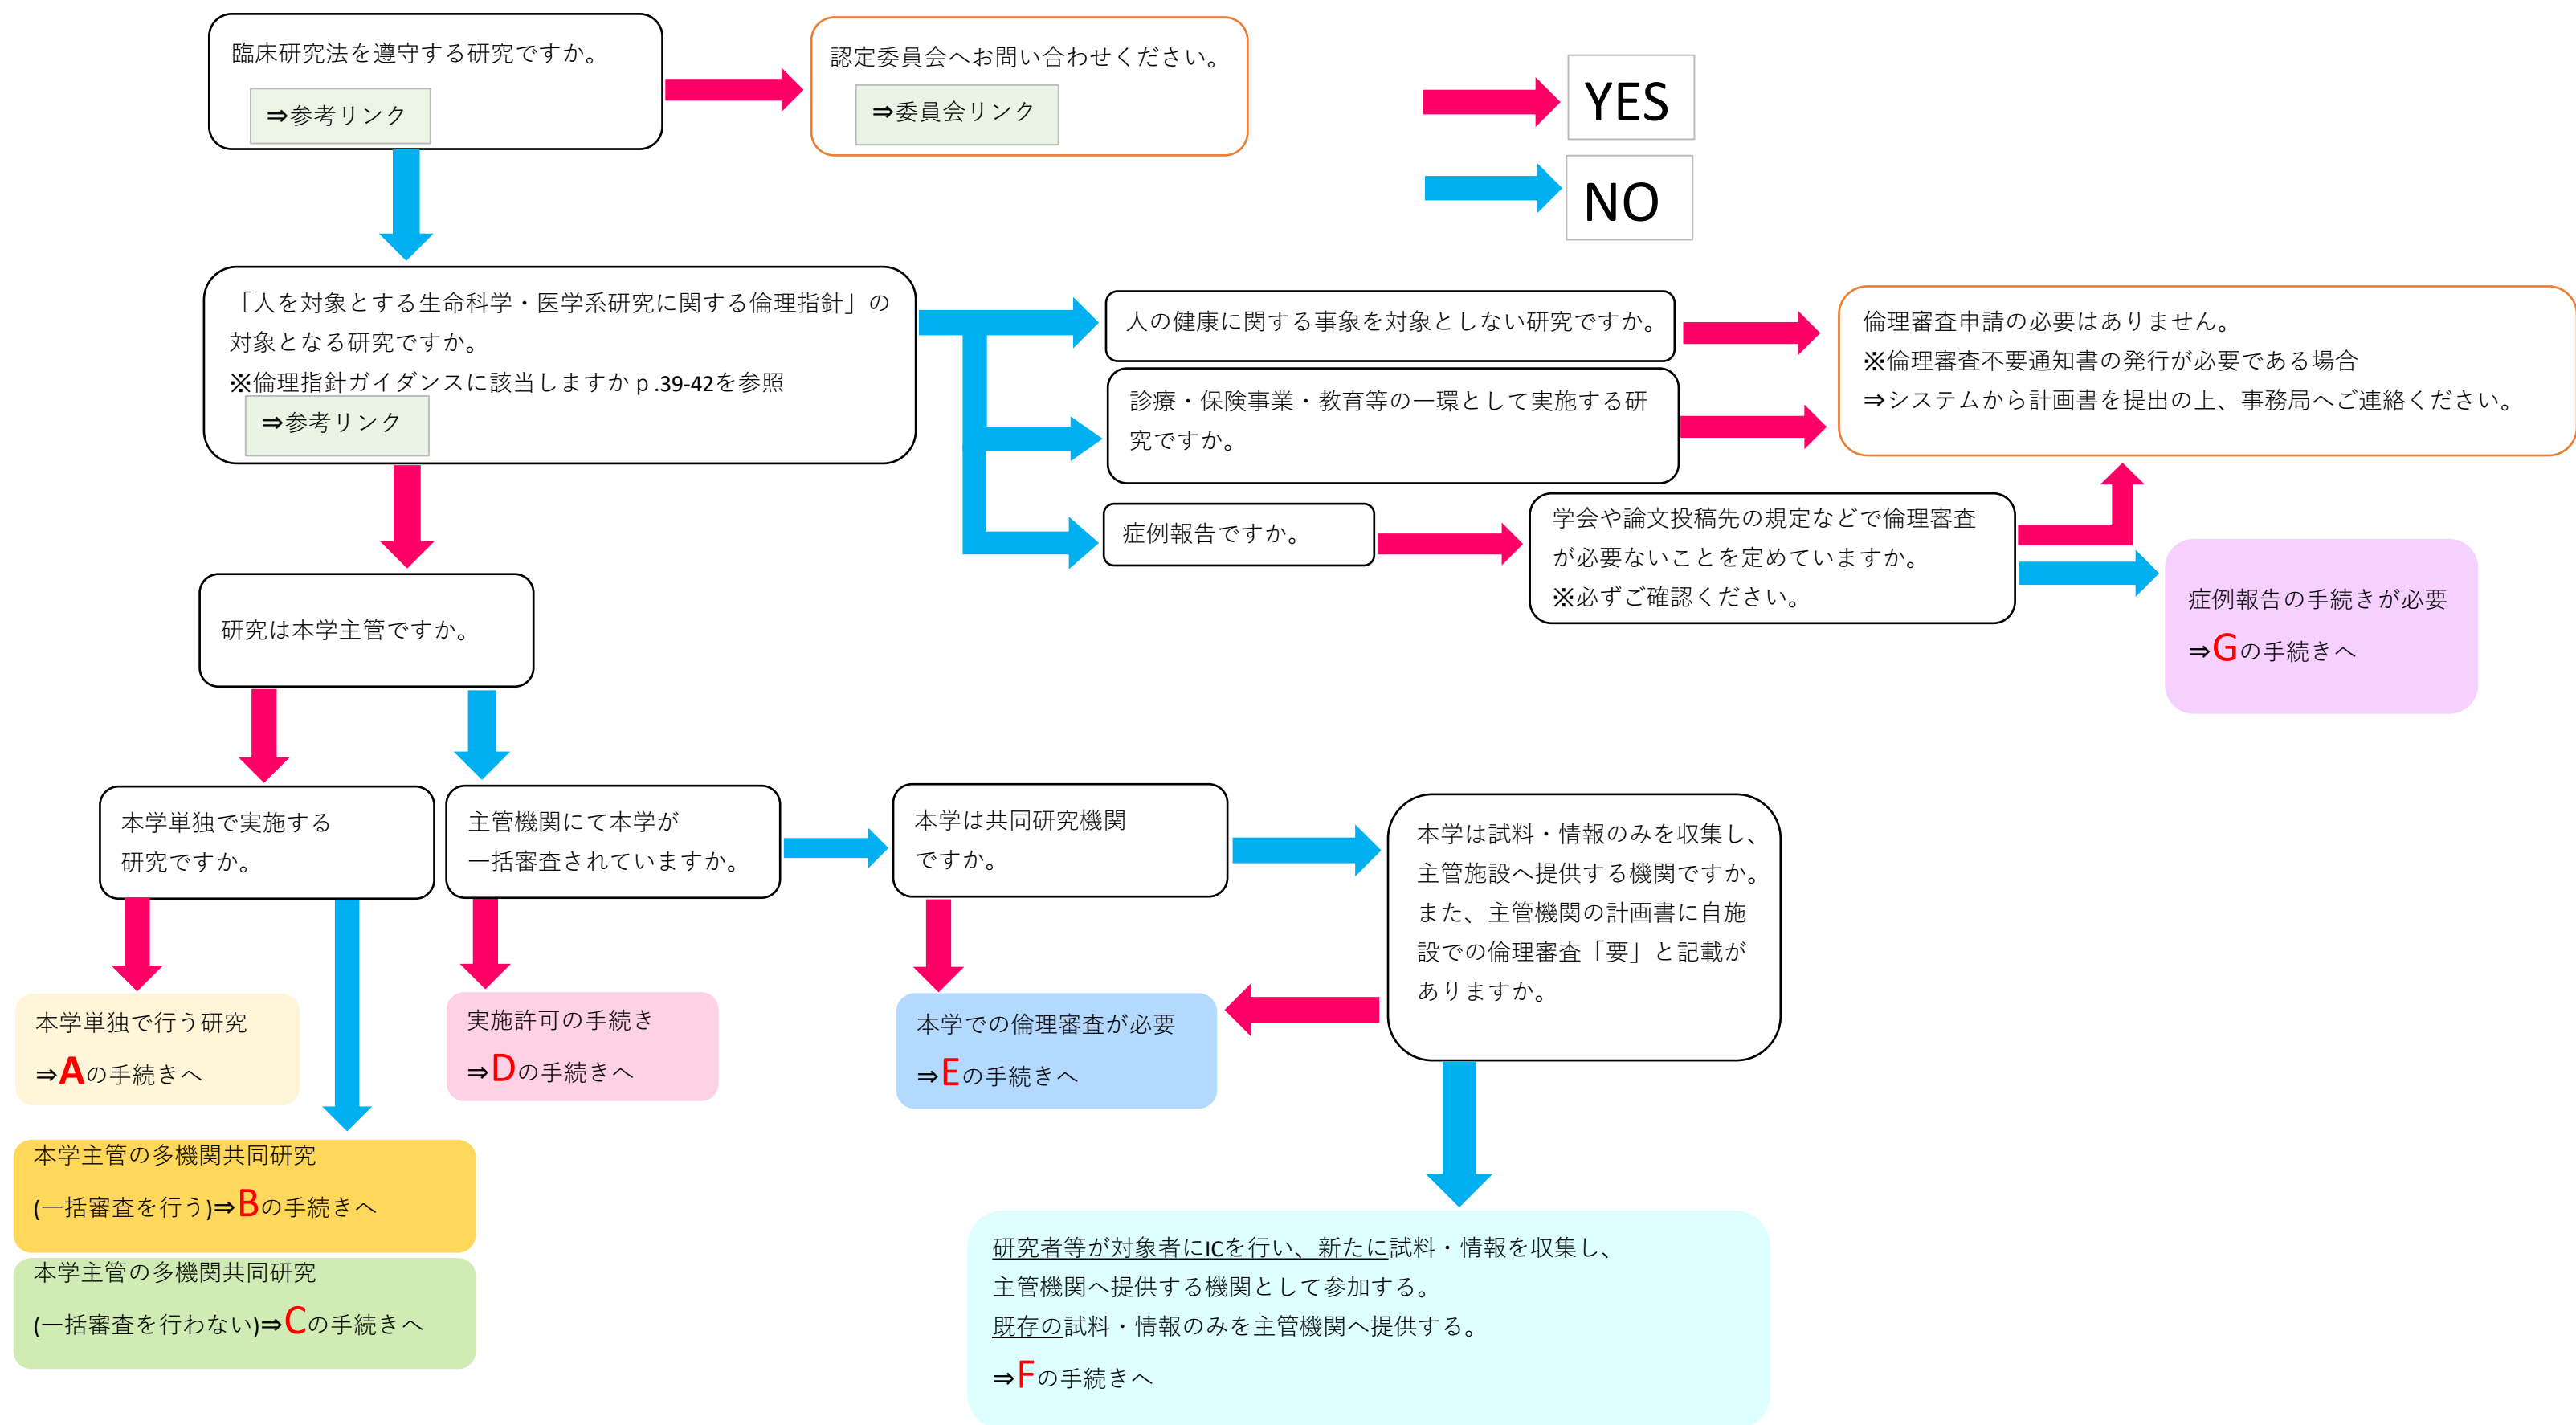 臨床研究法を遵守する研究ですか。
⇒参考リンク
認定委員会へお問い合わせください。
⇒委員会リンク
YES
NO
「人を対象とする生命科学・医学系研究に関する倫理指針」の
対象となる研究ですか。
※倫理指針ガイダンスに該当しますかｐ.39-42を参照
⇒参考リンク
人の健康に関する事象を対象としない研究ですか。
診療・保険事業・教育等の一環として実施する研
究ですか。
症例報告ですか。
倫理審査申請の必要はありません。
※倫理審査不要通知書の発行が必要である場合
⇒システムから計画書を提出の上、事務局へご連絡ください。
学会や論文投稿先の規定などで倫理審査
が必要ないことを定めていますか。
※必ずご確認ください。
症例報告の手続きが必要
⇒Gの手続きへ
研究は本学主管ですか。
本学単独で実施する
研究ですか。
主管機関にて本学が
一括審査されていますか。
本学は共同研究機関
ですか。
本学は試料・情報のみを収集し、
主管施設へ提供する機関ですか。
また、主管機関の計画書に自施
設での倫理審査「要」と記載が
ありますか。
本学単独で行う研究
⇒Aの手続きへ
実施許可の手続き
⇒Dの手続きへ
本学での倫理審査が必要
⇒Eの手続きへ
本学主管の多機関共同研究
(一括審査を行う)⇒Bの手続きへ
本学主管の多機関共同研究
(一括審査を行わない)⇒Cの手続きへ
研究者等が対象者にICを行い、新たに試料・情報を収集し、
主管機関へ提供する機関として参加する。
既存の試料・情報のみを主管機関へ提供する。
⇒Fの手続きへ